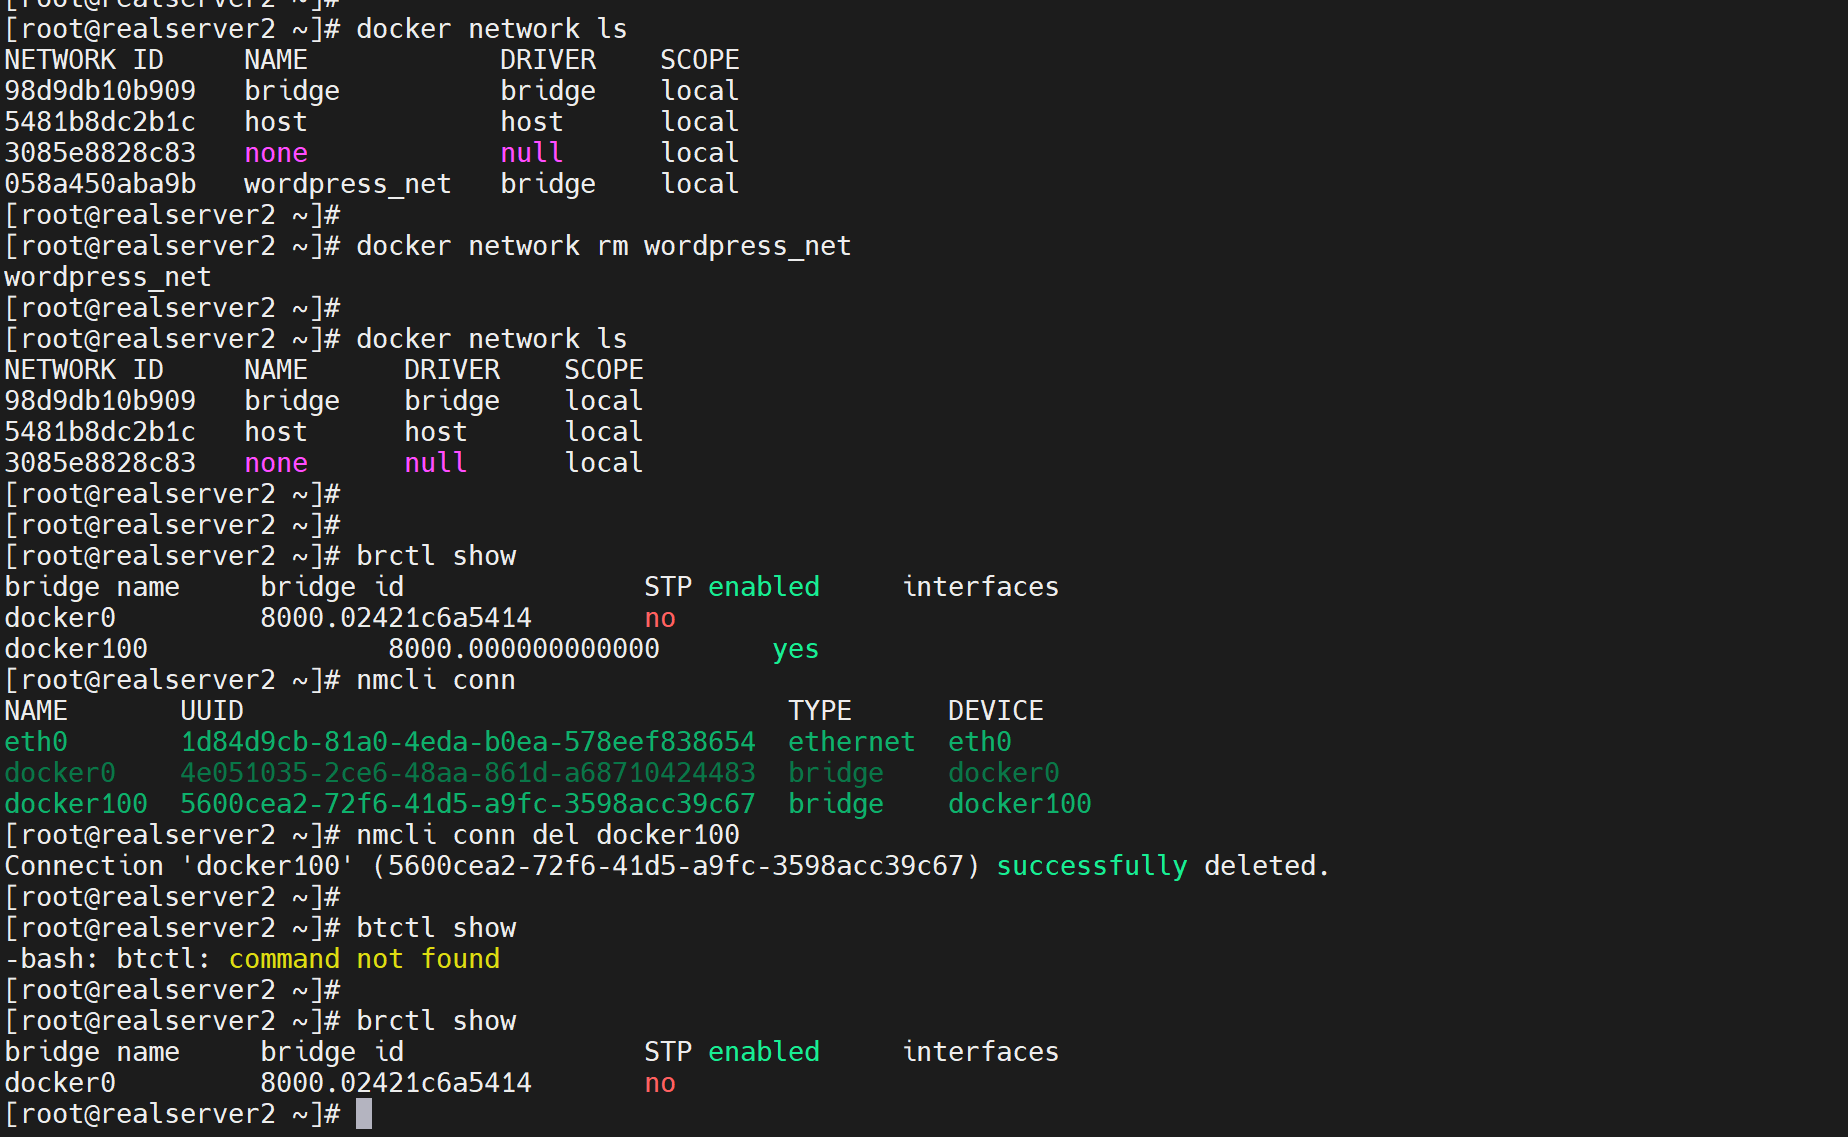 [root@realserver2 ~]#
[root@realserver2 ~]# docker network ls
NETWORK ID     NAME            DRIVER    SCOPE
98d9db10b909   bridge          bridge    local
5481b8dc2b1c   host            host      local
3085e8828c83   none            null      local
058a450aba9b   wordpress_net   bridge    local
[root@realserver2 ~]#
[root@realserver2 ~]# docker network rm wordpress_net
wordpress_net
[root@realserver2 ~]#
[root@realserver2 ~]# docker network ls
NETWORK ID     NAME      DRIVER    SCOPE
98d9db10b909   bridge    bridge    local
5481b8dc2b1c   host      host      local
3085e8828c83   none      null      local
[root@realserver2 ~]#
[root@realserver2 ~]#
[root@realserver2 ~]# brctl show
bridge name     bridge id               STP enabled     interfaces
docker0         8000.02421c6a5414       no
docker100               8000.000000000000       yes
[root@realserver2 ~]# nmcli conn
NAME       UUID                                  TYPE      DEVICE
eth0       1d84d9cb-81a0-4eda-b0ea-578eef838654  ethernet  eth0
docker0    4e051035-2ce6-48aa-861d-a68710424483  bridge    docker0
docker100  5600cea2-72f6-41d5-a9fc-3598acc39c67  bridge    docker100
[root@realserver2 ~]# nmcli conn del docker100
Connection 'docker100' (5600cea2-72f6-41d5-a9fc-3598acc39c67) successfully deleted.
[root@realserver2 ~]#
[root@realserver2 ~]# btctl show
-bash: btctl: command not found
[root@realserver2 ~]#
[root@realserver2 ~]# brctl show
bridge name     bridge id               STP enabled     interfaces
docker0         8000.02421c6a5414       no
[root@realserver2 ~]#